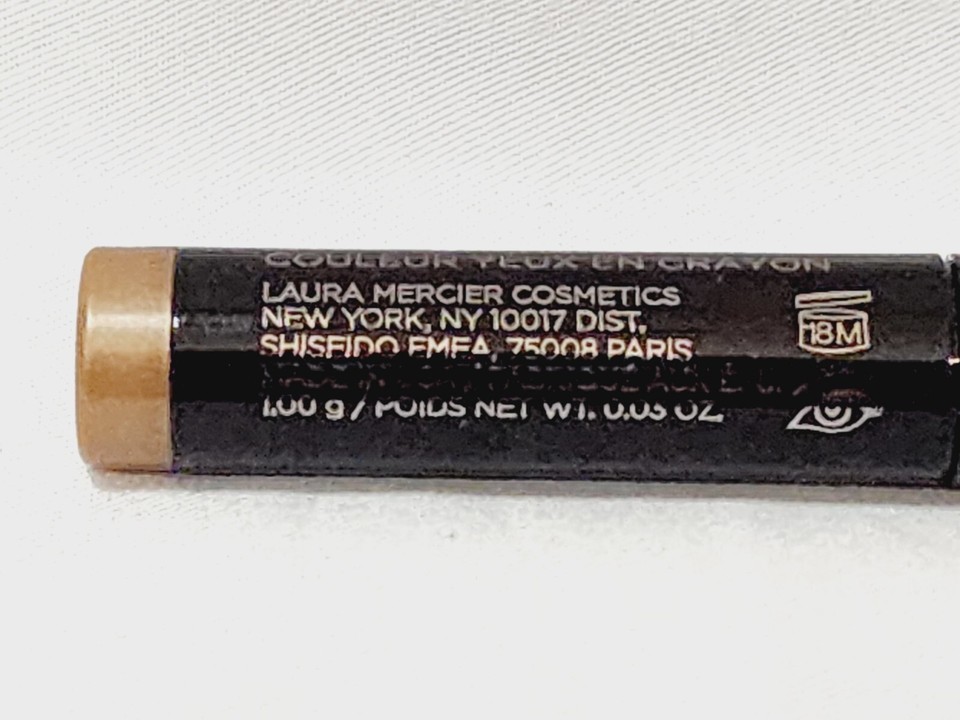 COULEUR YEUX EN CRAYON
LAURA MERCIER COSMETICS
NEW YORK, NY 10017 DIST.
SHISEIDO EMEA, 75008 PARIS
1.00 g / POIDS NET WT. 0.03 OZ.
18M